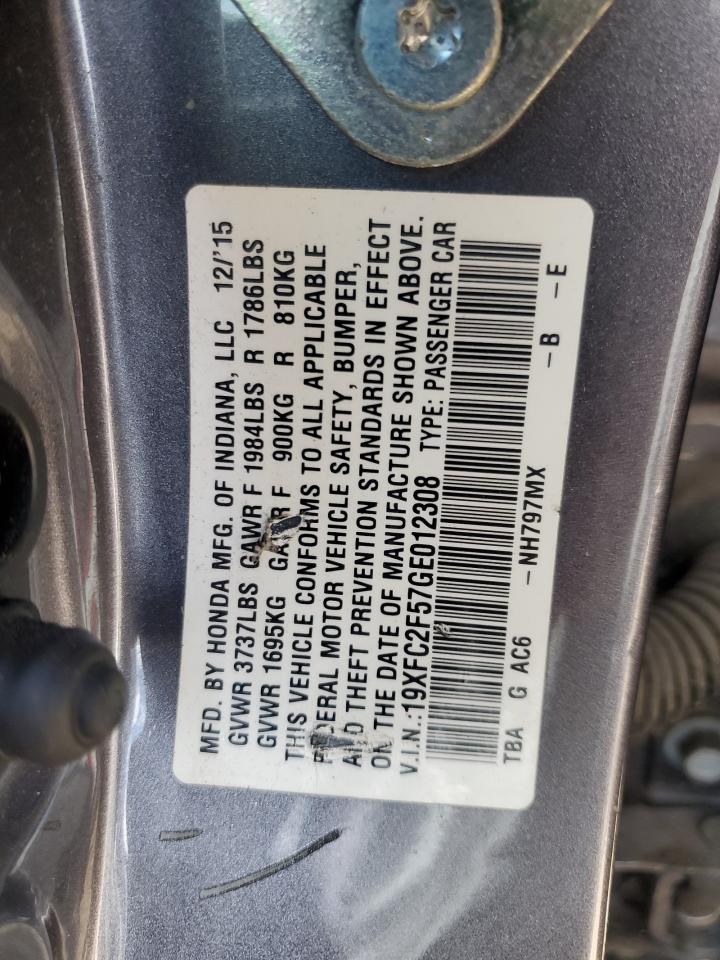 MFD. BY HONDA MFG. OF INDIANA, LLC 12/'15
GVWR 3737LBS GAWR F 1984LBS R 1786LBS
GVWR 1695KG GAWR F 900KG R 810KG
THIS VEHICLE CONFORMS TO ALL APPLICABLE
FEDERAL MOTOR VEHICLE SAFETY, BUMPER,
AND THEFT PREVENTION STANDARDS IN EFFECT
ON THE DATE OF MANUFACTURE SHOWN ABOVE.
V.I.N.:19XFC2F57GE012308 TYPE: PASSENGER CAR
TBA G AC6 -NH797MX -B -E